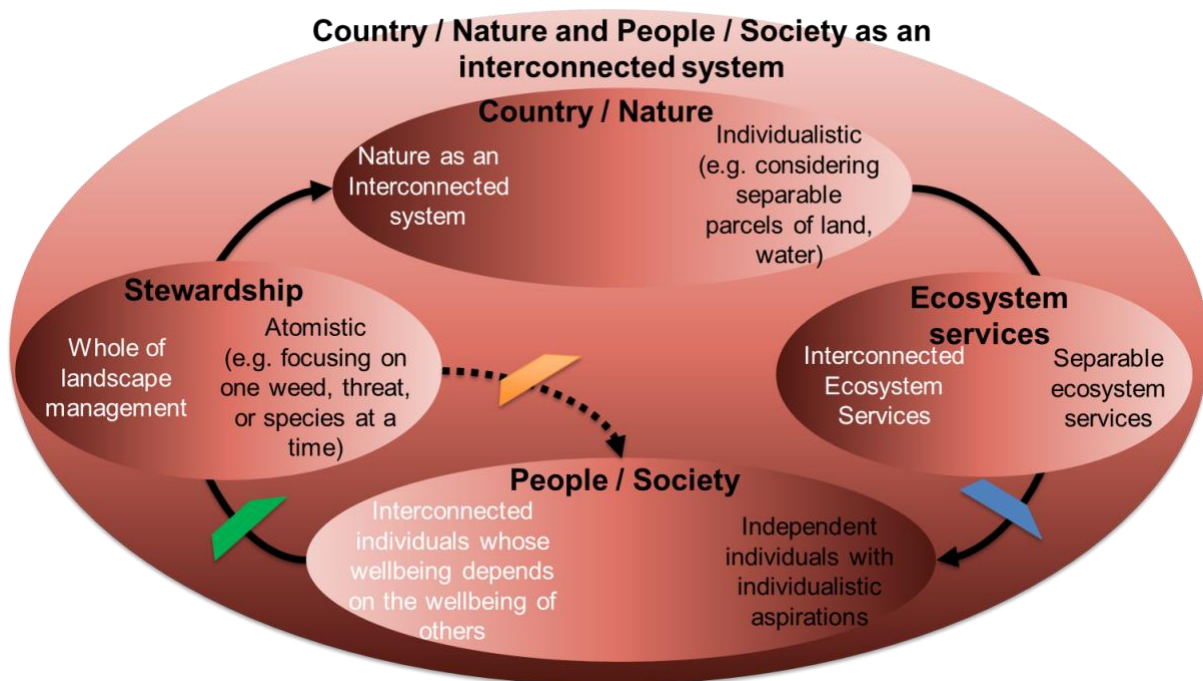 Country / Nature and People / Society as an
interconnected system
Country / Nature
Nature as an
Interconnected
system
Individualistic
(e.g. considering
separable
parcels of land,
water)
Stewardship
Whole of
landscape
management
Atomistic
(e.g. focusing on
one weed, threat,
or species at a
time)
Ecosystem
services
Interconnected
Ecosystem
Services
Separable
ecosystem
services
People / Society
Interconnected
individuals whose
wellbeing depends
on the wellbeing of
others
Independent
individuals with
individualistic
aspirations